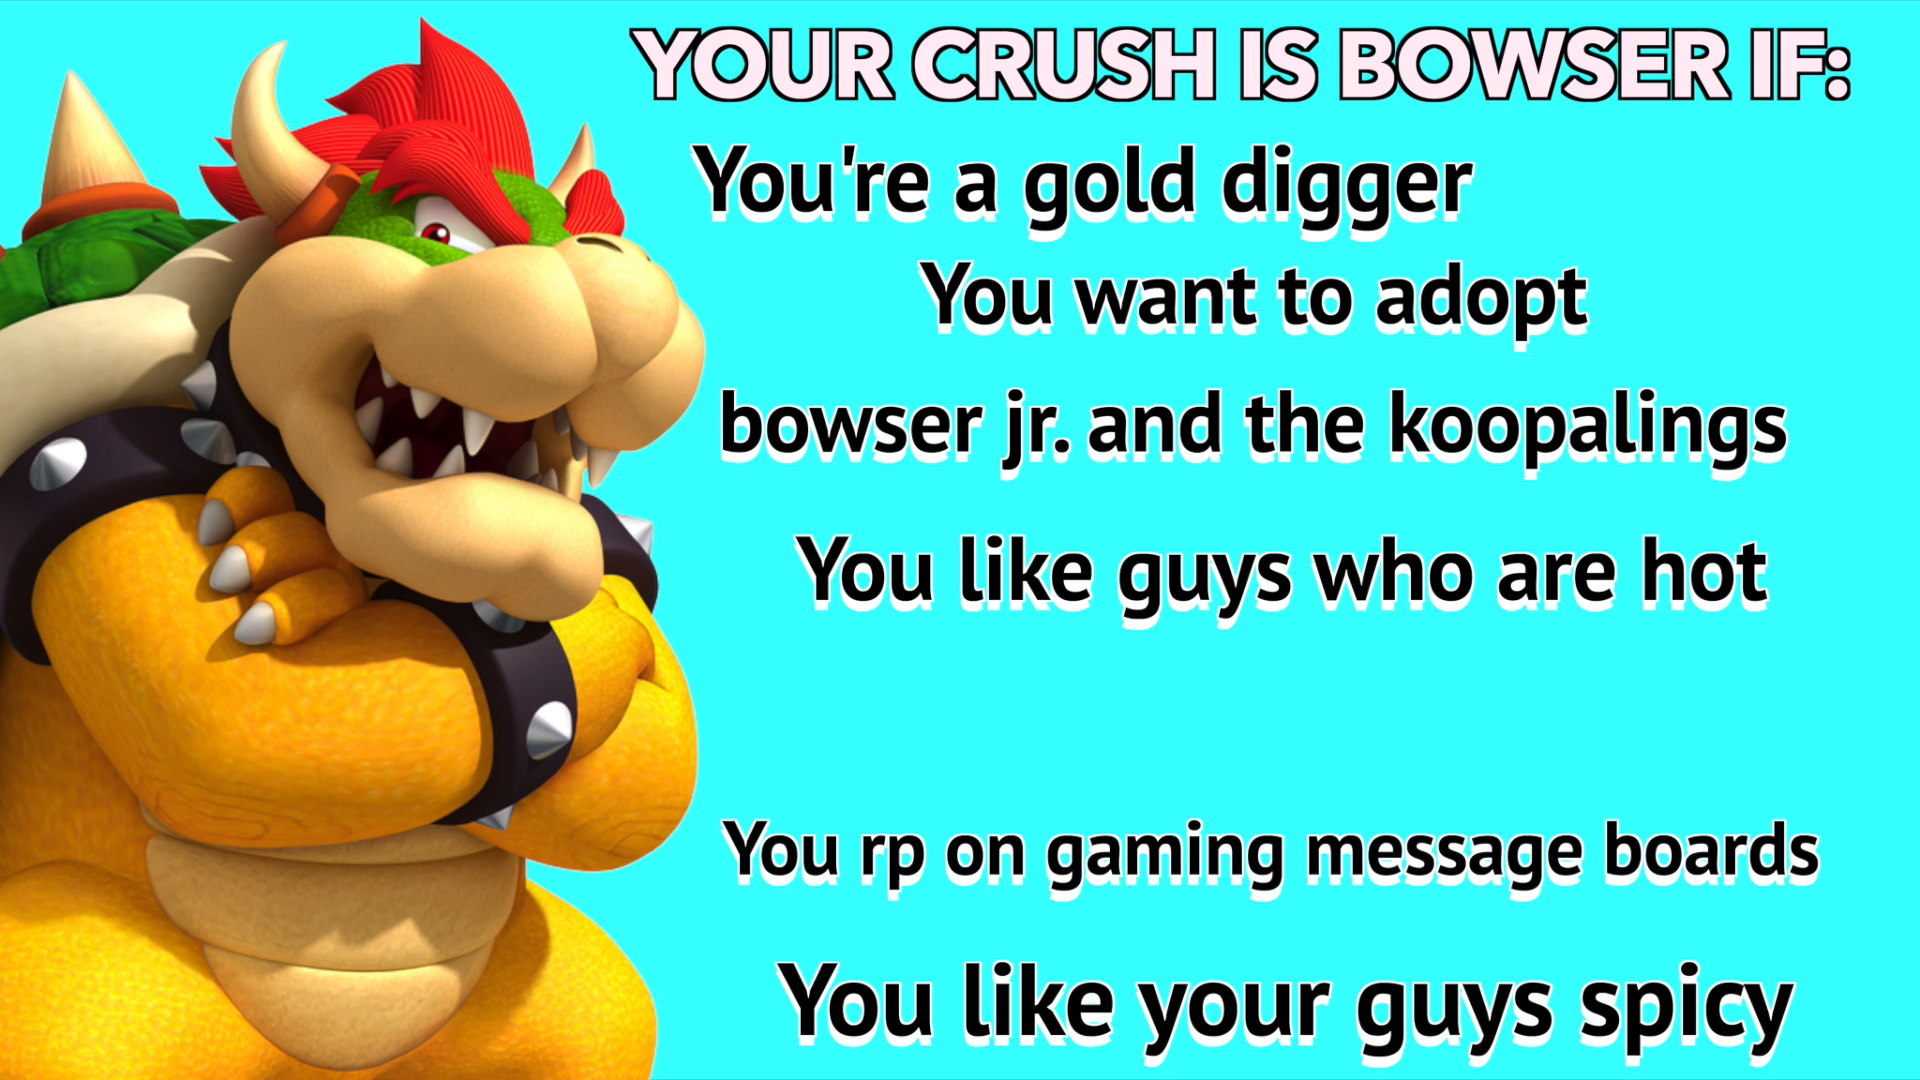 YOUR CRUSH IS BOWSER IF:
You're a gold digger
You want to adopt
bowser jr. and the koopalings
You like guys who are hot
You rp on gaming message boards
You like your guys spicy